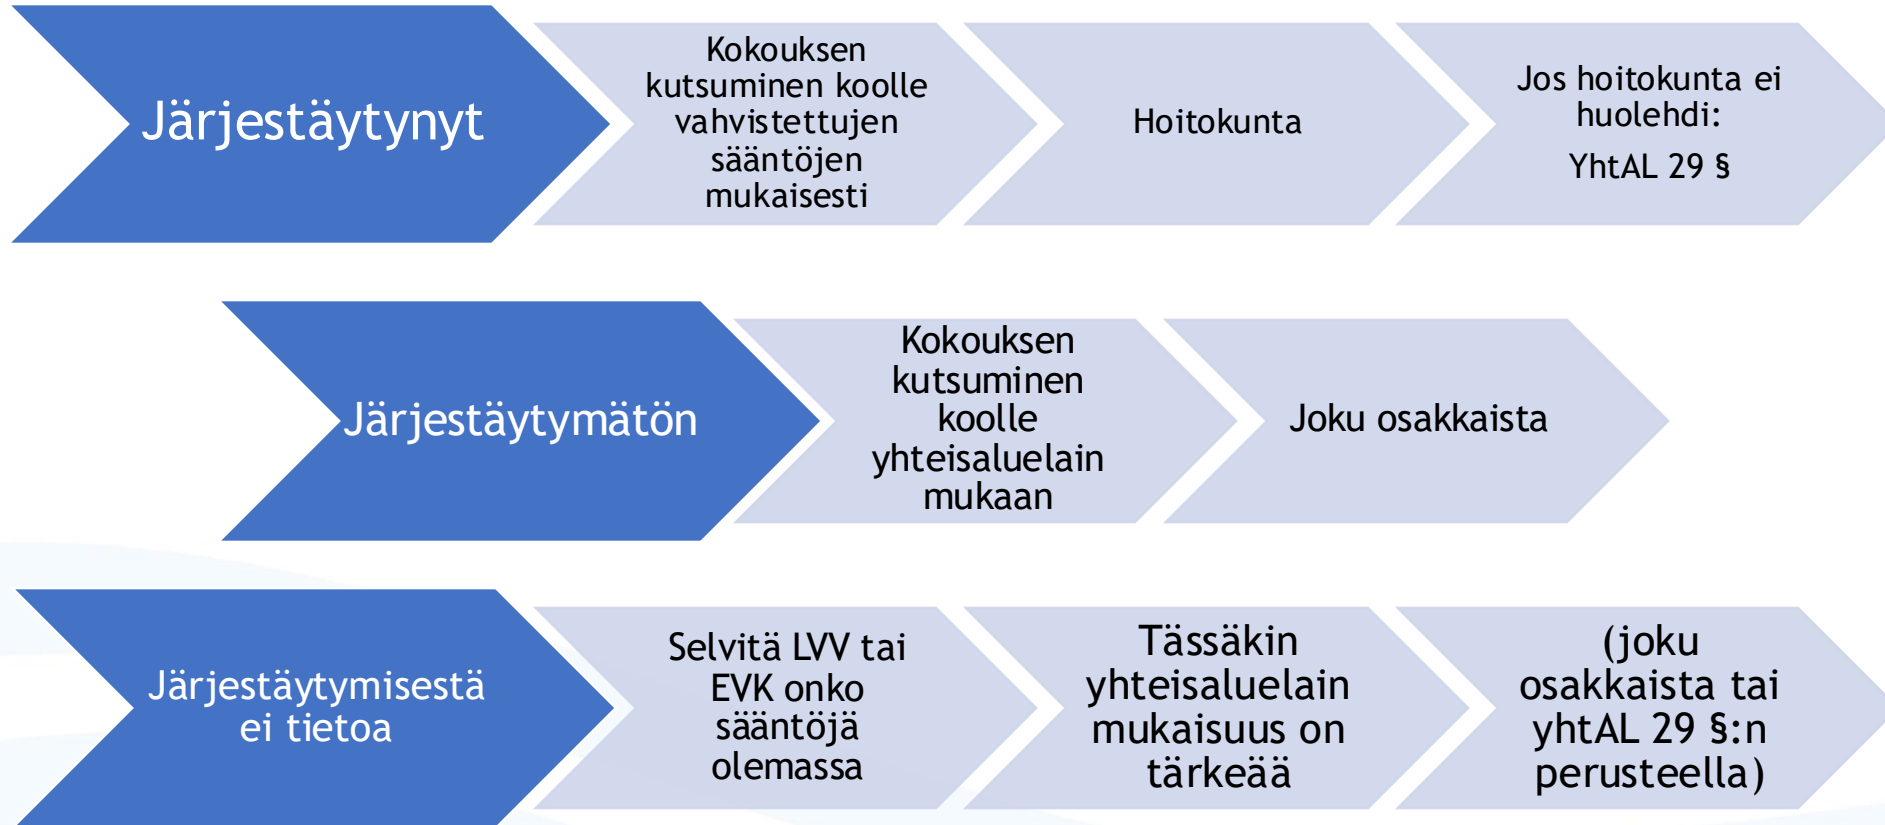 Järjestäytynyt
Kokouksen
kutsuminen koolle
vahvistettujen
sääntöjen
mukaisesti
Hoitokunta
Jos hoitokunta ei
huolehdi:
YhtAL 29 §
Järjestäytymätön
Kokouksen
kutsuminen
koolle
yhteisaluelain
mukaan
Joku osakkaista
Järjestäytymisestä
ei tietoa
Selvitä LVV tai
EVK onko
sääntöjä
olemassa
Tässäkin
yhteisaluelain
mukaisuus on
tärkeää
(joku
osakkaista tai
yhtAL 29 §:n
perusteella)